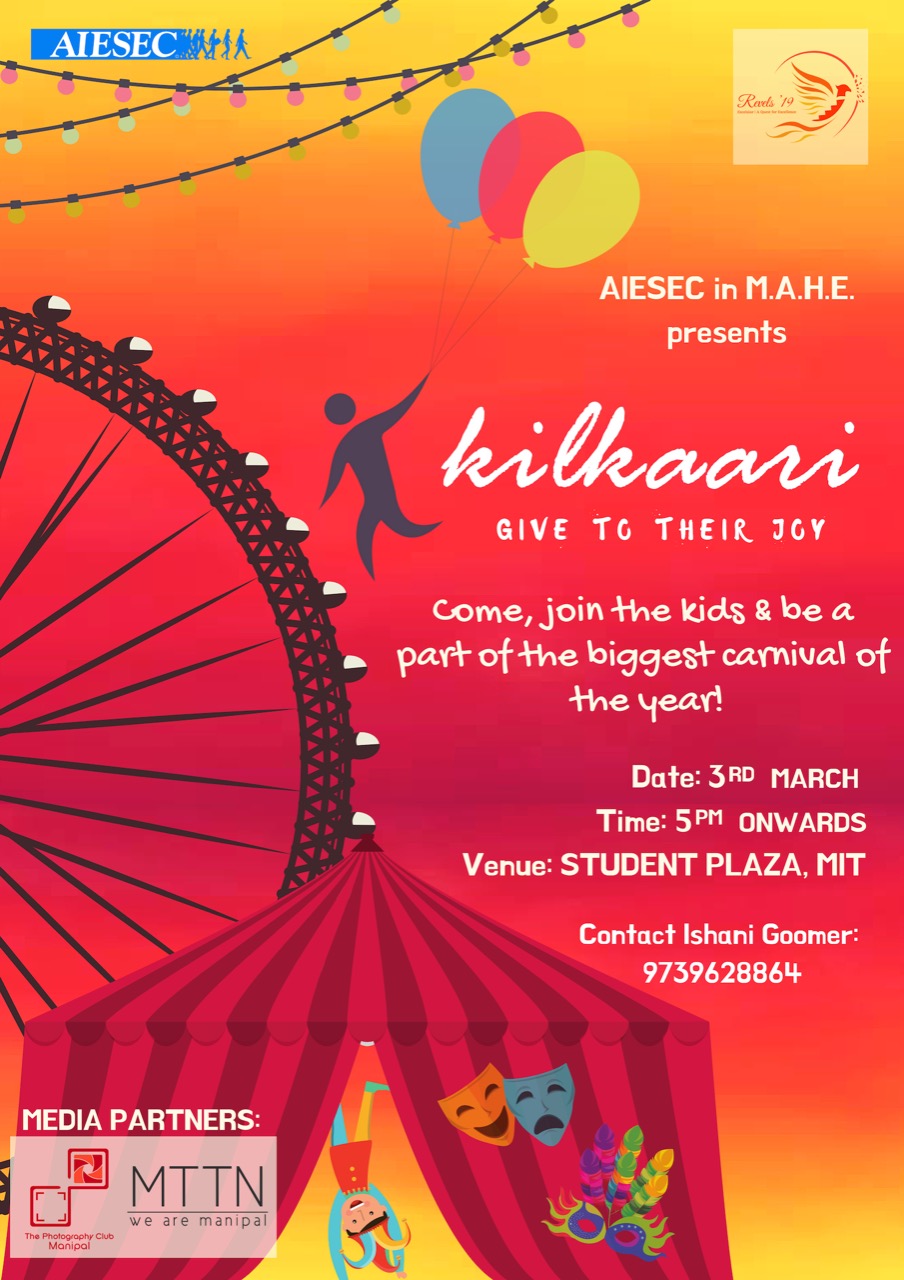 AIESEC
Revels '19
AIESEC in M.A.H.E.
presents
kilkaari
GIVE TO THEIR JOY
Come, join the kids & be a
part of the biggest carnival of
the year!
Date: 3RD MARCH
Time: 5PM ONWARDS
Venue: STUDENT PLAZA, MIT
Contact Ishani Goomer:
9739628864
MEDIA PARTNERS:
The Photography Club
Manipal
MTTN
we are manipal